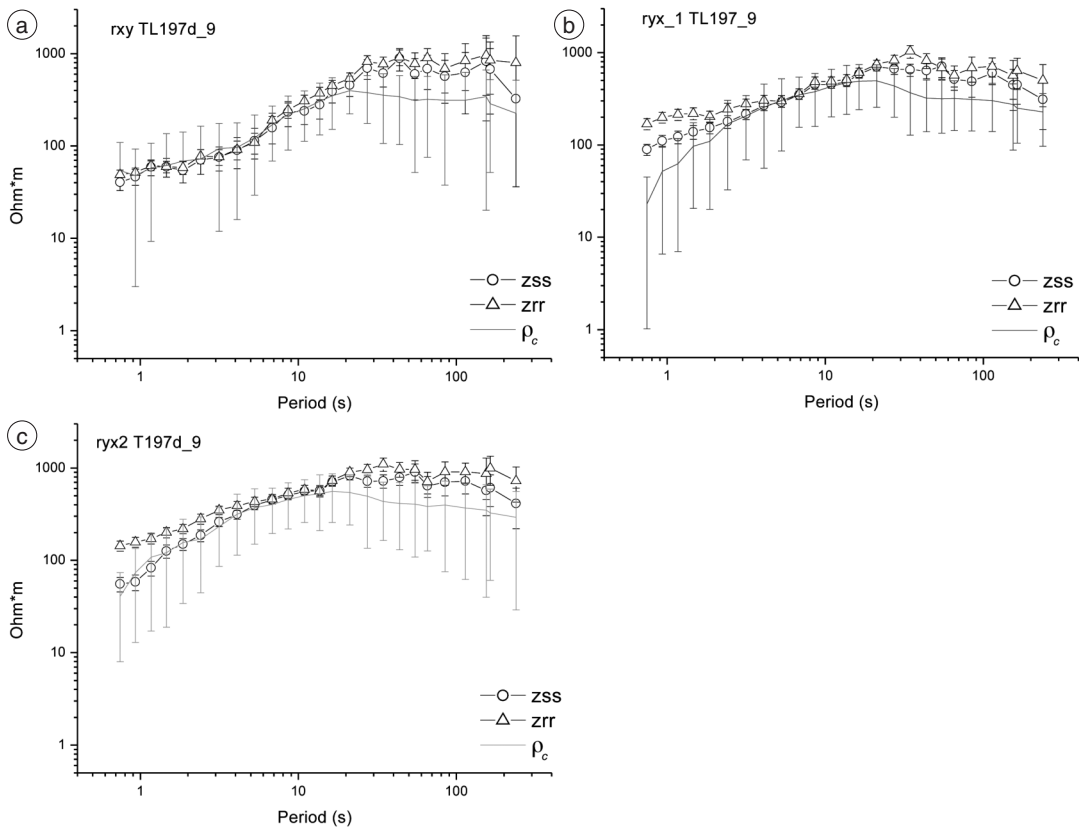 a
rxy TL197d_9
1000
100
10
1
Ohm*m
zss
zrr
ρc
1
10
100
Period (s)
b
ryx_1 TL197_9
1000
100
10
1
zss
zrr
ρc
1
10
100
Period (s)
c
ryx2 T197d_9
1000
100
10
1
Ohm*m
zss
zrr
ρc
1
10
100
Period (s)